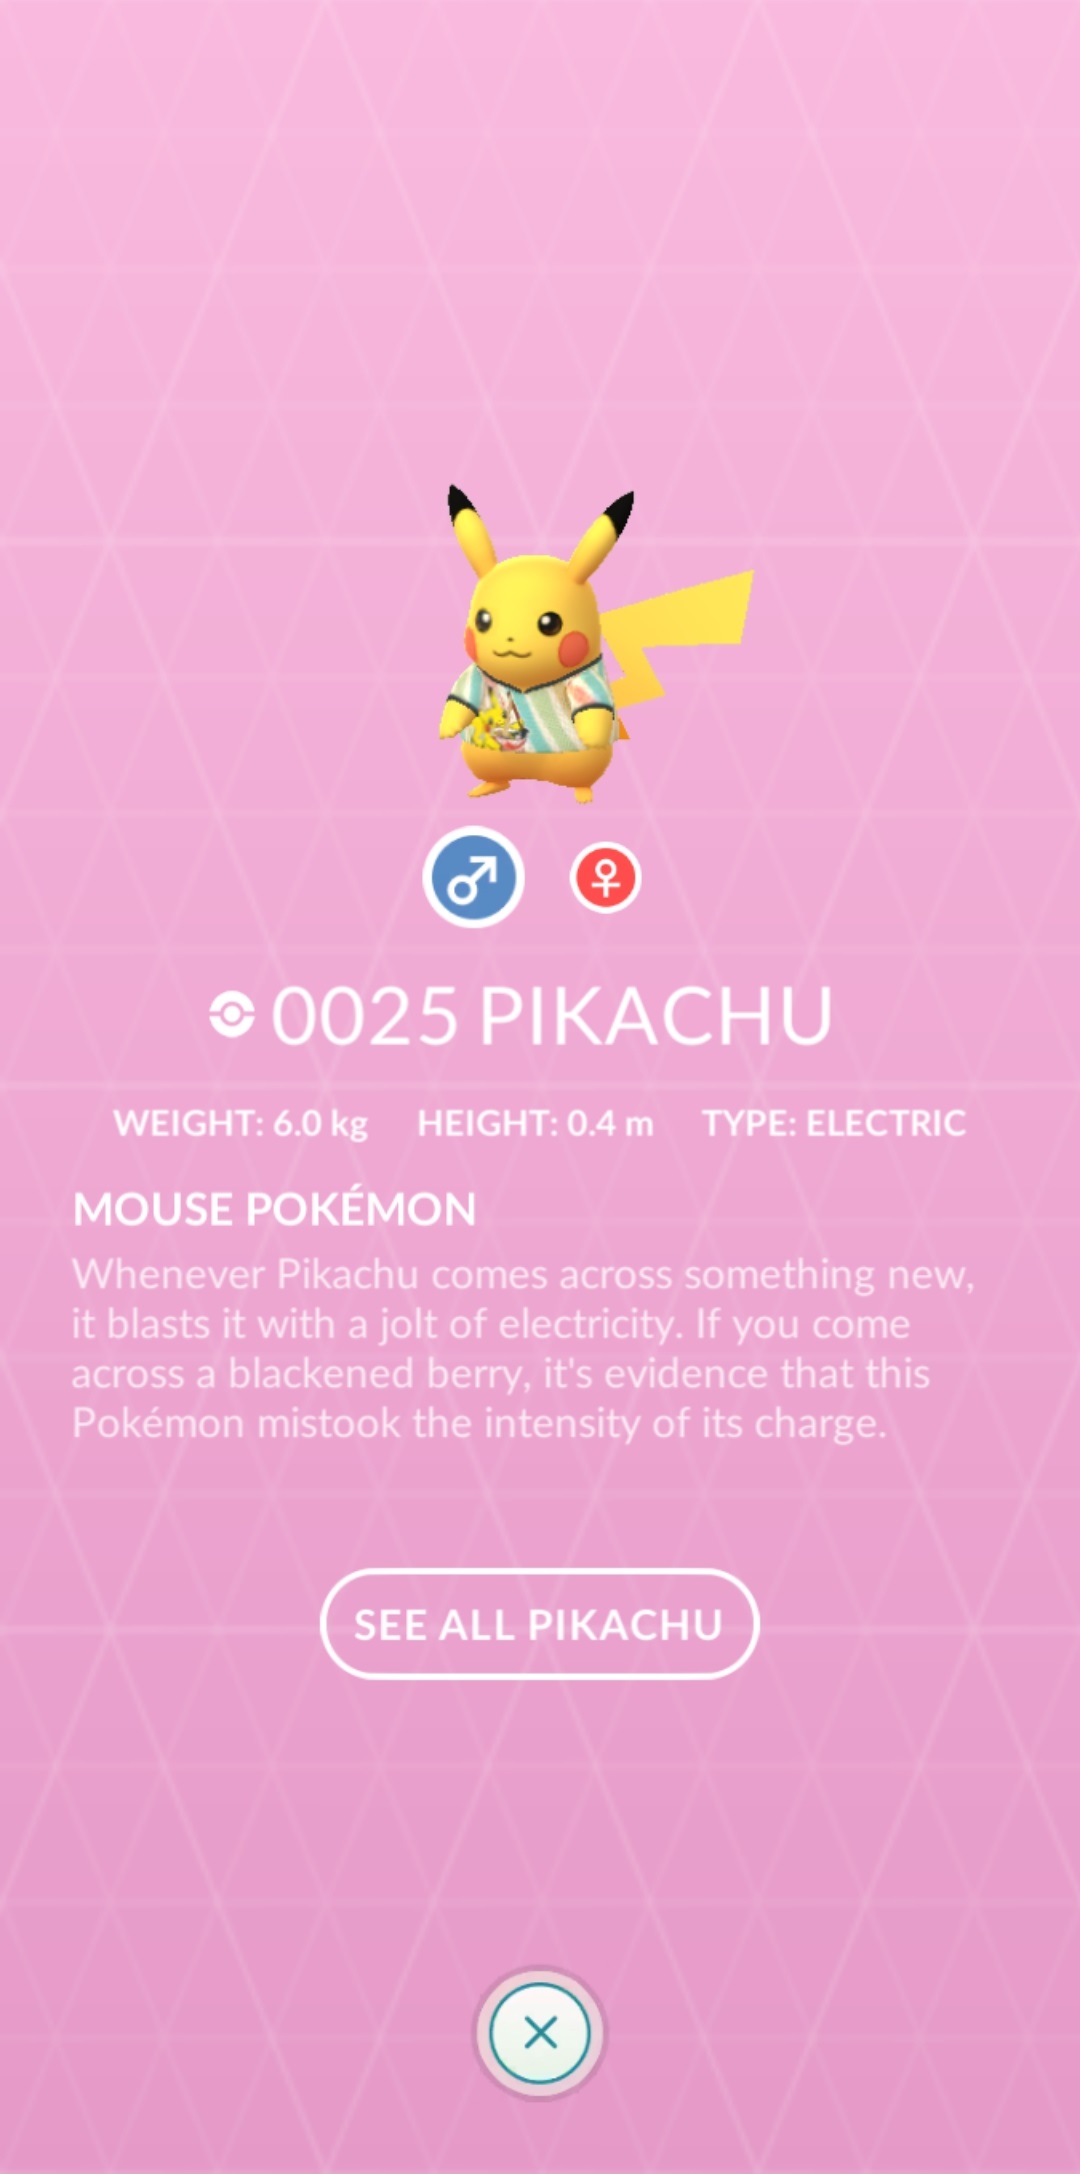 0025 PIKACHU
WEIGHT: 6.0 kg HEIGHT: 0.4 m TYPE: ELECTRIC
MOUSE POKÉMON
Whenever Pikachu comes across something new,
it blasts it with a jolt of electricity. If you come
across a blackened berry, it's evidence that this
Pokémon mistook the intensity of its charge.
SEE ALL PIKACHU